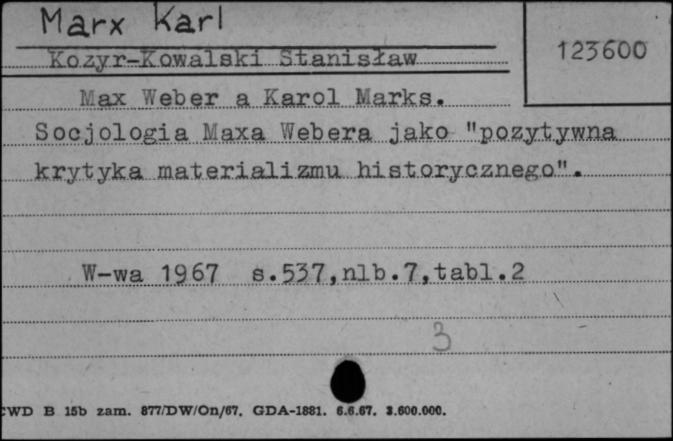 Marx Karl
123600
Kozyr-Kowalski Stanisław
Max Weber a Karol Marks.
Socjologia Maxa Webera jako "pozytywna
krytyka materializmu historycznego".
W-wa 1967 s.537,nlb.7,tabl.2
3
CWD B 15b zam. 877/DW/On/67. GDA-1881. 6.6.67. 3.600.000.